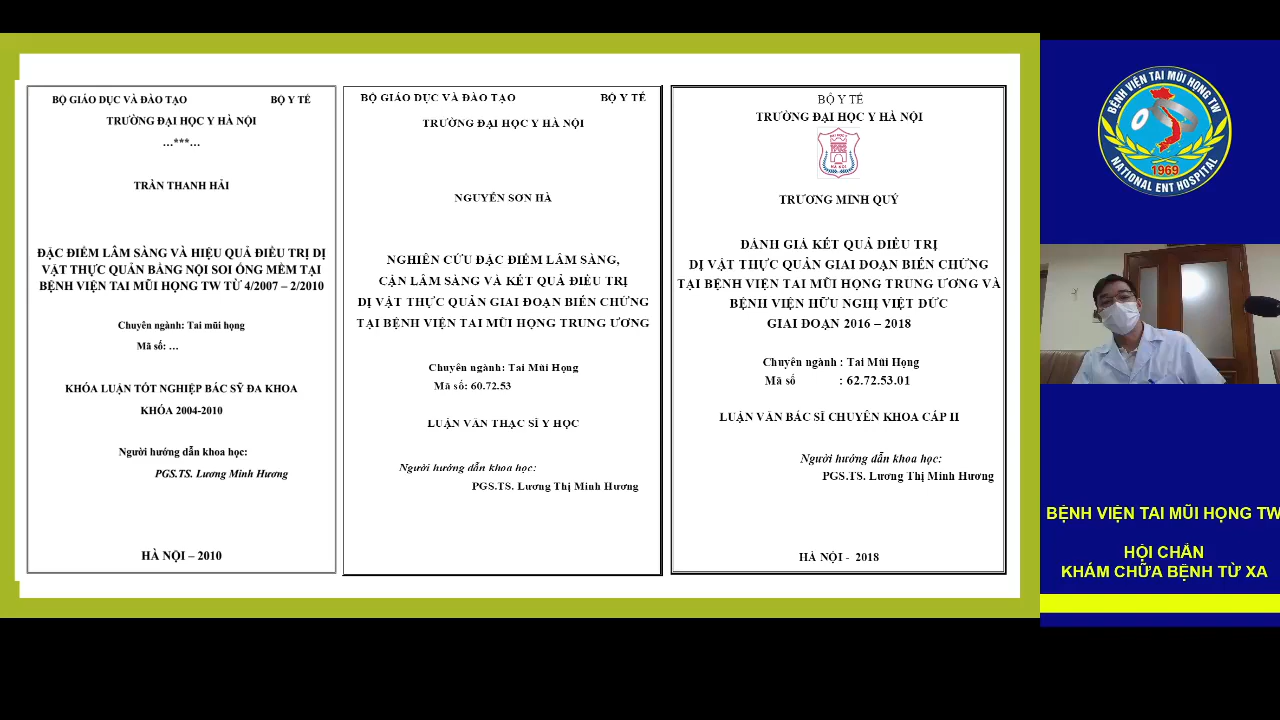 BỘ GIÁO DỤC VÀ ĐÀO TẠO BỘ Y TẾ
TRƯỜNG ĐẠI HỌC Y HÀ NỘI
...***...
TRẦN THANH HẢI
ĐẶC ĐIỂM LÂM SÀNG VÀ HIỆU QUẢ ĐIỀU TRỊ DỊ
VẬT THỰC QUẢN BẰNG NỘI SOI ỐNG MỀM TẠI
BỆNH VIỆN TAI MŨI HỌNG TW TỪ 4/2007 – 2/2010
Chuyên ngành: Tai mũi họng
Mã số: ...
KHÓA LUẬN TỐT NGHIỆP BÁC SỸ ĐA KHOA
KHÓA 2004-2010
Người hướng dẫn khoa học:
PGS.TS. Lương Minh Hương
HÀ NỘI – 2010
BỘ GIÁO DỤC VÀ ĐÀO TẠO BỘ Y TẾ
TRƯỜNG ĐẠI HỌC Y HÀ NỘI
NGUYỄN SƠN HÀ
NGHIÊN CỨU ĐẶC ĐIỂM LÂM SÀNG,
CẬN LÂM SÀNG VÀ KẾT QUẢ ĐIỀU TRỊ
DỊ VẬT THỰC QUẢN GIAI ĐOẠN BIẾN CHỨNG
TẠI BỆNH VIỆN TAI MŨI HỌNG TRUNG ƯƠNG
Chuyên ngành: Tai Mũi Họng
Mã số: 60.72.53
LUẬN VĂN THẠC SĨ Y HỌC
Người hướng dẫn khoa học:
PGS.TS. Lương Thị Minh Hương
BỘ Y TẾ
TRƯỜNG ĐẠI HỌC Y HÀ NỘI
TRƯƠNG MINH QUÝ
ĐÁNH GIÁ KẾT QUẢ ĐIỀU TRỊ
DỊ VẬT THỰC QUẢN GIAI ĐOẠN BIẾN CHỨNG
TẠI BỆNH VIỆN TAI MŨI HỌNG TRUNG ƯƠNG VÀ
BỆNH VIỆN HỮU NGHỊ VIỆT ĐỨC
GIAI ĐOẠN 2016 – 2018
Chuyên ngành : Tai Mũi Họng
Mã số : 62.72.53.01
LUẬN VĂN BÁC SĨ CHUYÊN KHOA CẤP II
Người hướng dẫn khoa học:
PGS.TS. Lương Thị Minh Hương
HÀ NỘI - 2018
BỆNH VIỆN TAI MŨI HỌNG TW
1969
NATIONAL ENT HOSPITAL
BỆNH VIỆN TAI MŨI HỌNG TW
HỘI CHẨN
KHÁM CHỮA BỆNH TỪ XA